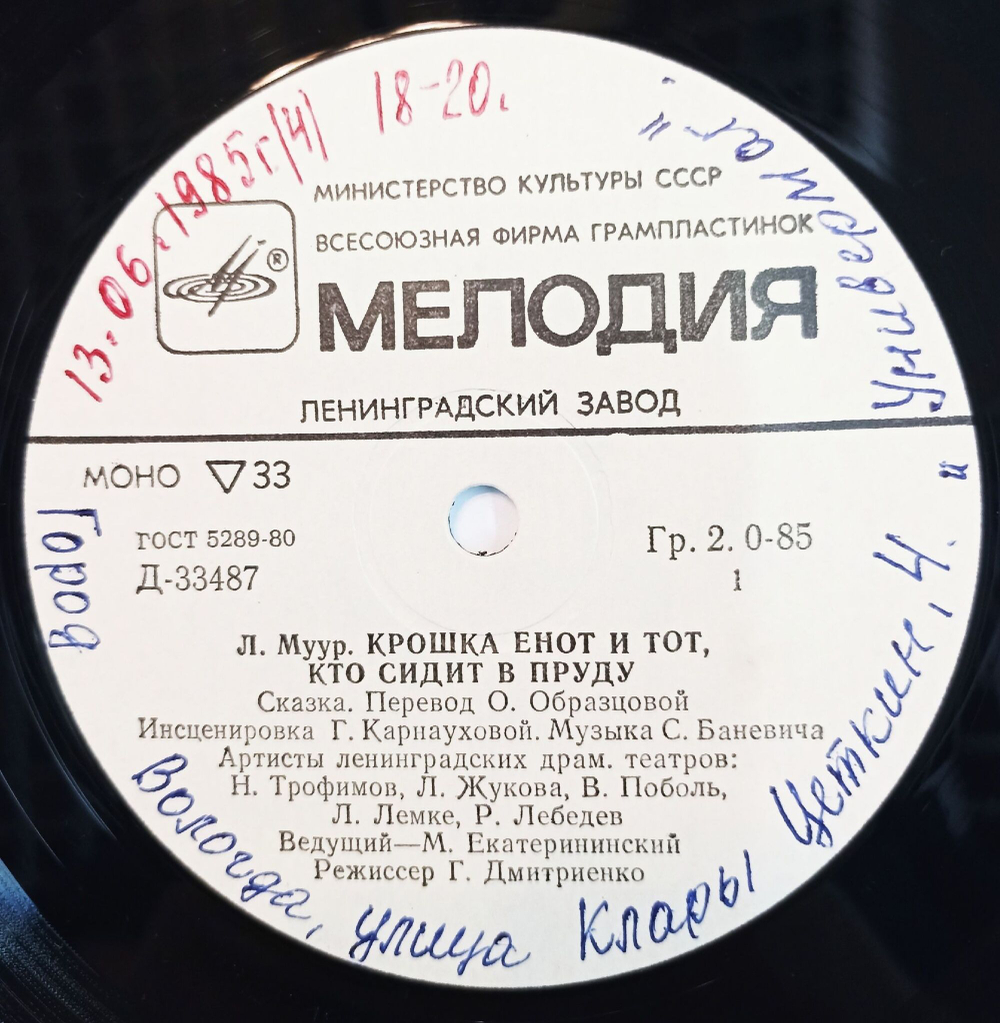 13.06.1985г.(4) 18-20.
МИНИСТЕРСТВО КУЛЬТУРЫ СССР
ВСЕСОЮЗНАЯ ФИРМА ГРАМПЛАСТИНОК
®
МЕЛОДИЯ
ЛЕНИНГРАДСКИЙ ЗАВОД
МОНО ▽33
ГОСТ 5289-80
Гр. 2. 0-85
Д-33487
1
Л. Муур. КРОШКА ЕНОТ И ТОТ,
КТО СИДИТ В ПРУДУ
Сказка. Перевод О. Образцовой
Инсценировка Г. Карнауховой. Музыка С. Баневича
Артисты ленинградских драм. театров:
Н. Трофимов, Л. Жукова, В. Поболь,
Л. Лемке, Р. Лебедев
Ведущий—М. Екатерининский
Режиссер Г. Дмитриенко
Город Вологда, улица Клары Цеткин, 4. "Универмаг".